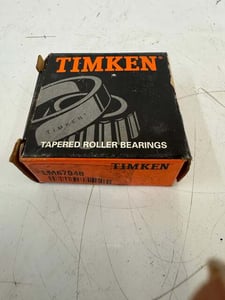 TIMKEN®
TIMKEN®
TAPERED ROLLER BEARINGS
TIMKEN
LM67048